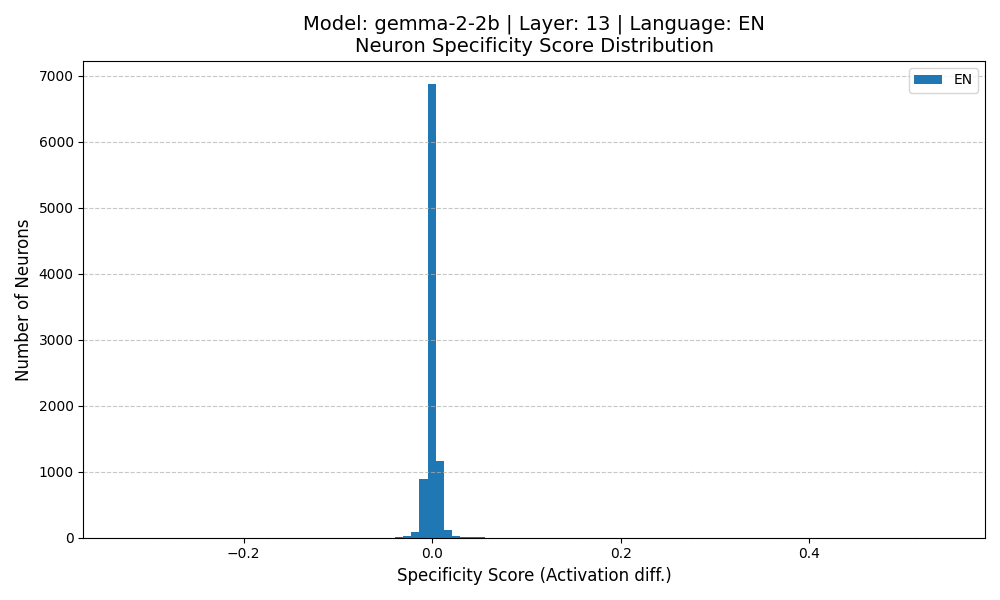 Model: gemma-2-2b | Layer: 13 | Language: EN
Neuron Specificity Score Distribution
EN
7000
6000
5000
4000
3000
2000
1000
0
Number of Neurons
−0.2
0.0
0.2
0.4
Specificity Score (Activation diff.)